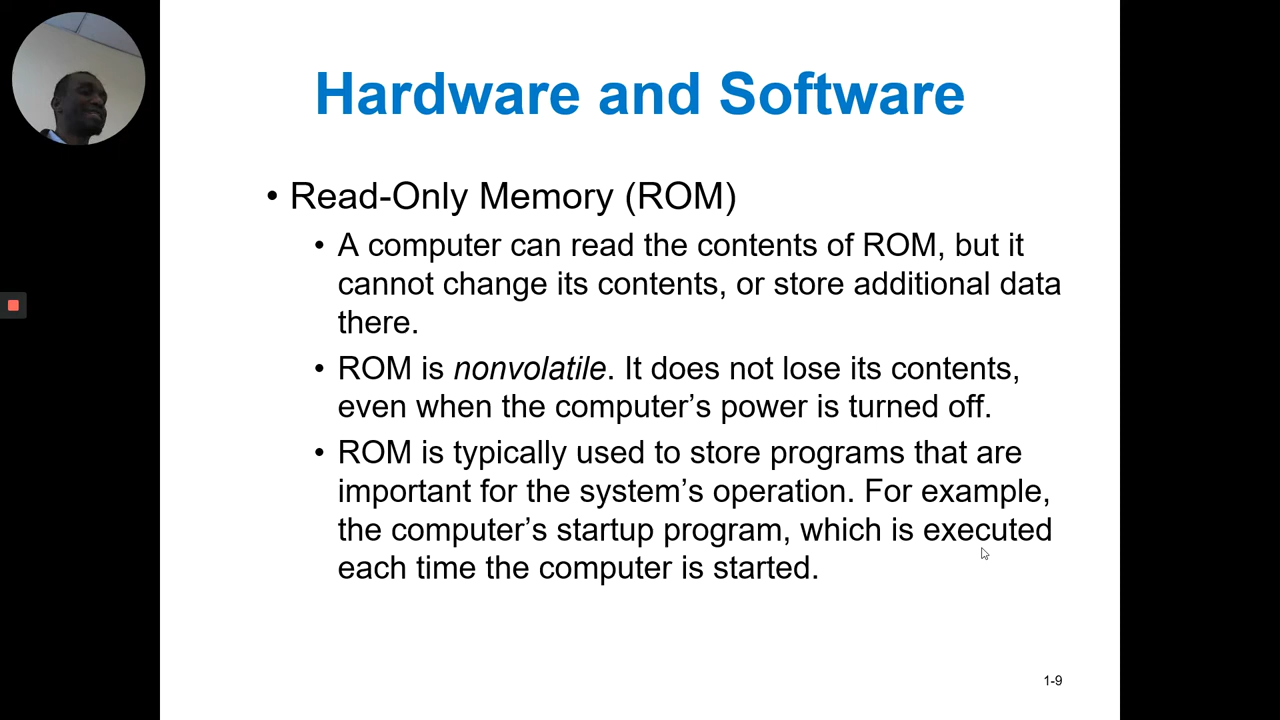 Hardware and Software
• Read-Only Memory (ROM)
• A computer can read the contents of ROM, but it
cannot change its contents, or store additional data
there.
• ROM is nonvolatile. It does not lose its contents,
even when the computer’s power is turned off.
• ROM is typically used to store programs that are
important for the system’s operation. For example,
the computer’s startup program, which is executed
each time the computer is started.
1-9